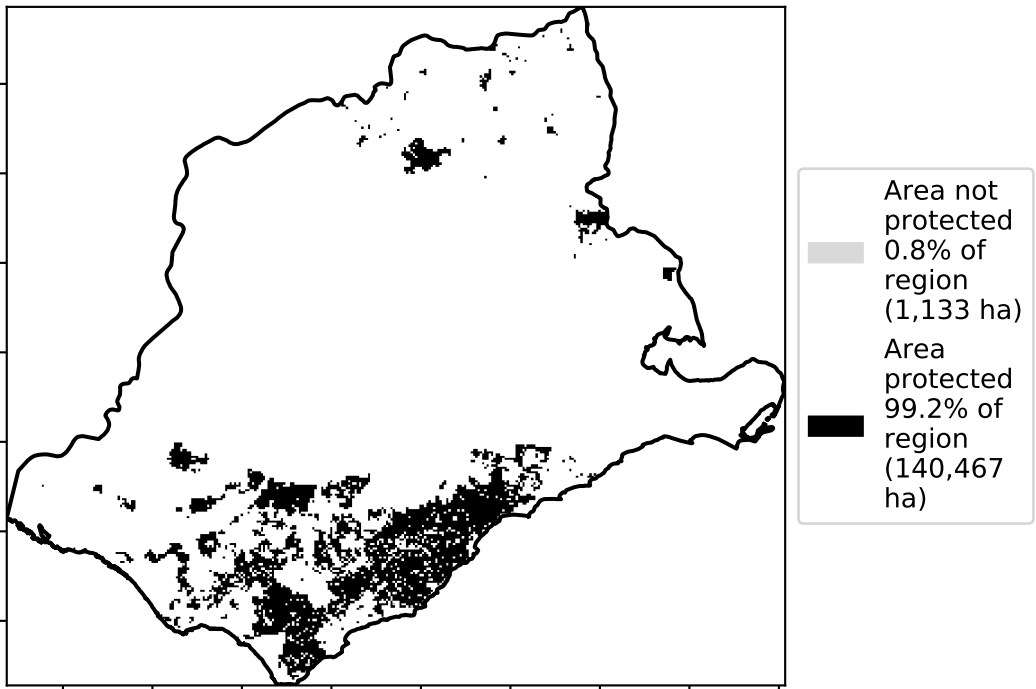 Area not
protected
0.8% of
region
(1,133 ha)
Area
protected
99.2% of
region
(140,467
ha)